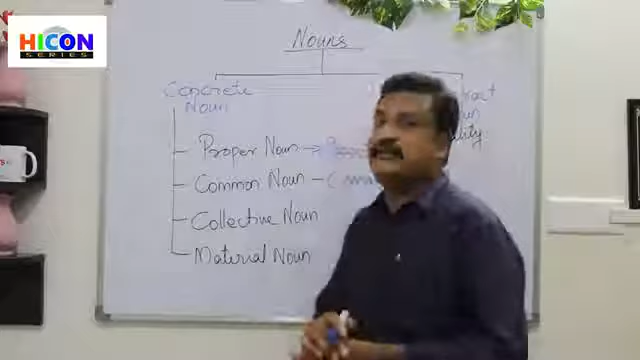 HICON
SERIES
Nouns
Concrete
Noun
Proper Noun →
Common Noun –
Collective Noun
Material Noun